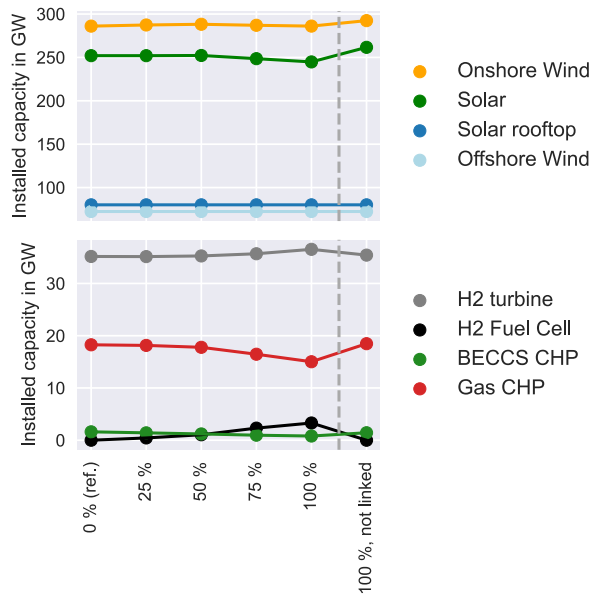 Installed capacity in GW
300
250
200
150
100
Onshore Wind
Solar
Solar rooftop
Offshore Wind
Installed capacity in GW
30
20
10
0
H2 turbine
H2 Fuel Cell
BECCS CHP
Gas CHP
0 % (ref.)
25 %
50 %
75 %
100 %
100 %, not linked